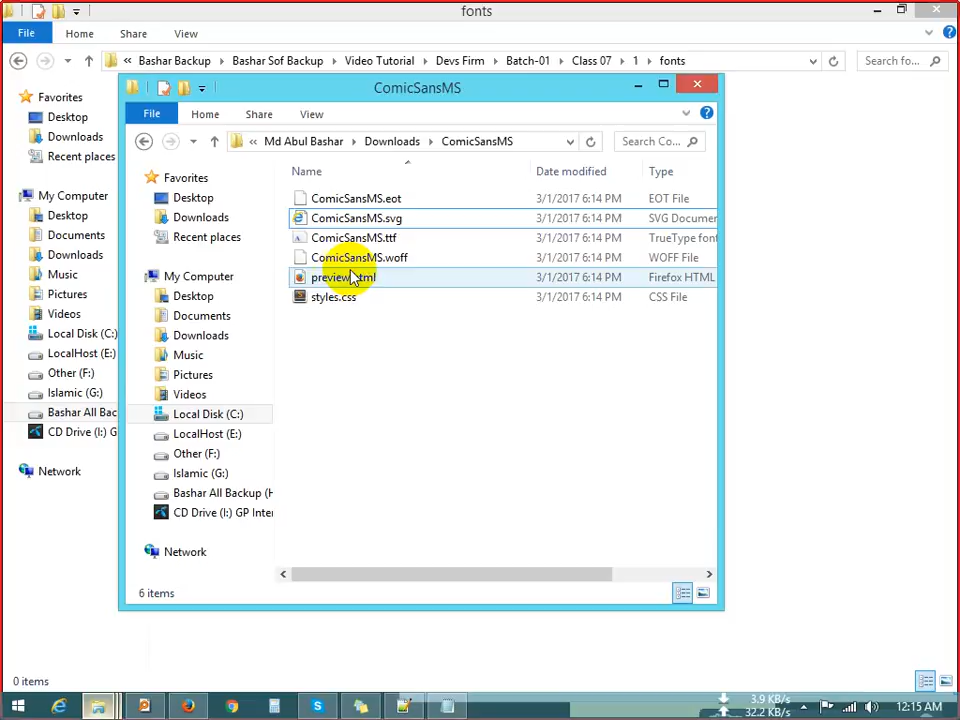 fonts
File Home Share View
« Bashar Backup Bashar Sof Backup Video Tutorial Devs Firm Batch-01 Class 07 1 fonts Search fo...
Favorites
Desktop
Downloads
Recent places
My Computer
Desktop
Documents
Downloads
Music
Pictures
Videos
Local Disk (C:)
LocalHost (E:)
Other (F:)
Islamic (G:)
Bashar All Bac
CD Drive (I:) G
Network
0 items
ComicSansMS
File Home Share View
« Md Abul Bashar Downloads ComicSansMS Search Co...
Favorites
Desktop
Downloads
Recent places
My Computer
Desktop
Documents
Downloads
Music
Pictures
Videos
Local Disk (C:)
LocalHost (E:)
Other (F:)
Islamic (G:)
Bashar All Backup (H
CD Drive (I:) GP Inter
Network
Name Date modified Type
ComicSansMS.eot 3/1/2017 6:14 PM EOT File
ComicSansMS.svg 3/1/2017 6:14 PM SVG Documen
ComicSansMS.ttf 3/1/2017 6:14 PM TrueType font
ComicSansMS.woff 3/1/2017 6:14 PM WOFF File
preview.html 3/1/2017 6:14 PM Firefox HTML
styles.css 3/1/2017 6:14 PM CSS File
6 items
3.9 KB/s
32.2 KB/s
12:15 AM